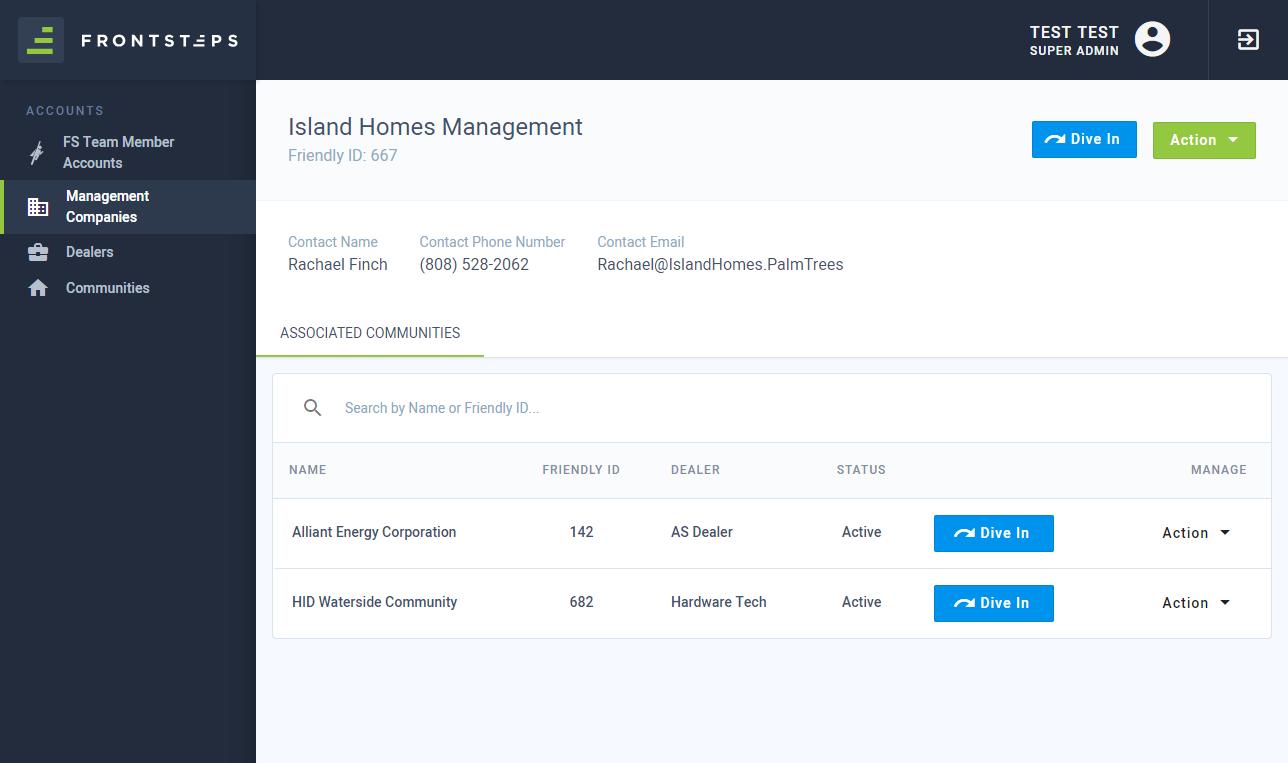 FRONTSTEPS
TEST TEST
SUPER ADMIN
ACCOUNTS
FS Team Member
Accounts
Management
Companies
Dealers
Communities
Island Homes Management
Friendly ID: 667
Dive In
Action
Contact Name
Contact Phone Number
Contact Email
Rachael Finch
(808) 528-2062
Rachael@IslandHomes.PalmTrees
ASSOCIATED COMMUNITIES
Search by Name or Friendly ID...
NAME FRIENDLY ID DEALER STATUS MANAGE
Alliant Energy Corporation 142 AS Dealer Active Dive In Action
HID Waterside Community 682 Hardware Tech Active Dive In Action